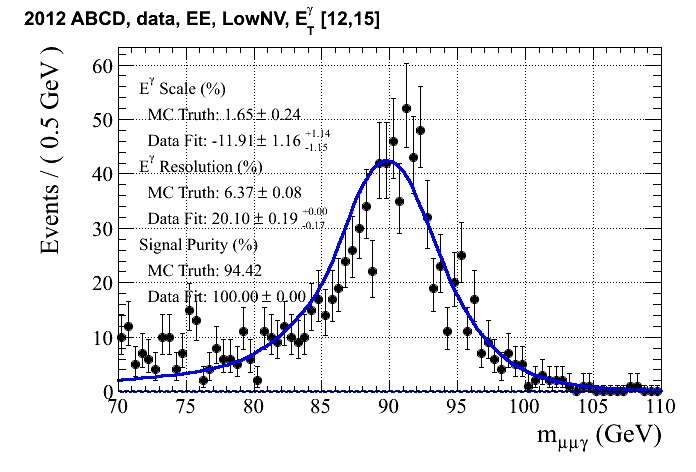 2012 ABCD, data, EE, LowNV, E_T^γ [12,15]
Events / ( 0.5 GeV )
60
50
40
30
20
10
0
E^γ Scale (%)
MC Truth: 1.65 ± 0.24
Data Fit: -11.91 ± 1.16 +1.14 -1.15
E^γ Resolution (%)
MC Truth: 6.37 ± 0.08
Data Fit: 20.10 ± 0.19 +0.00 -0.17
Signal Purity (%)
MC Truth: 94.42
Data Fit: 100.00 ± 0.00
70 75 80 85 90 95 100 105 110
m_μμγ (GeV)